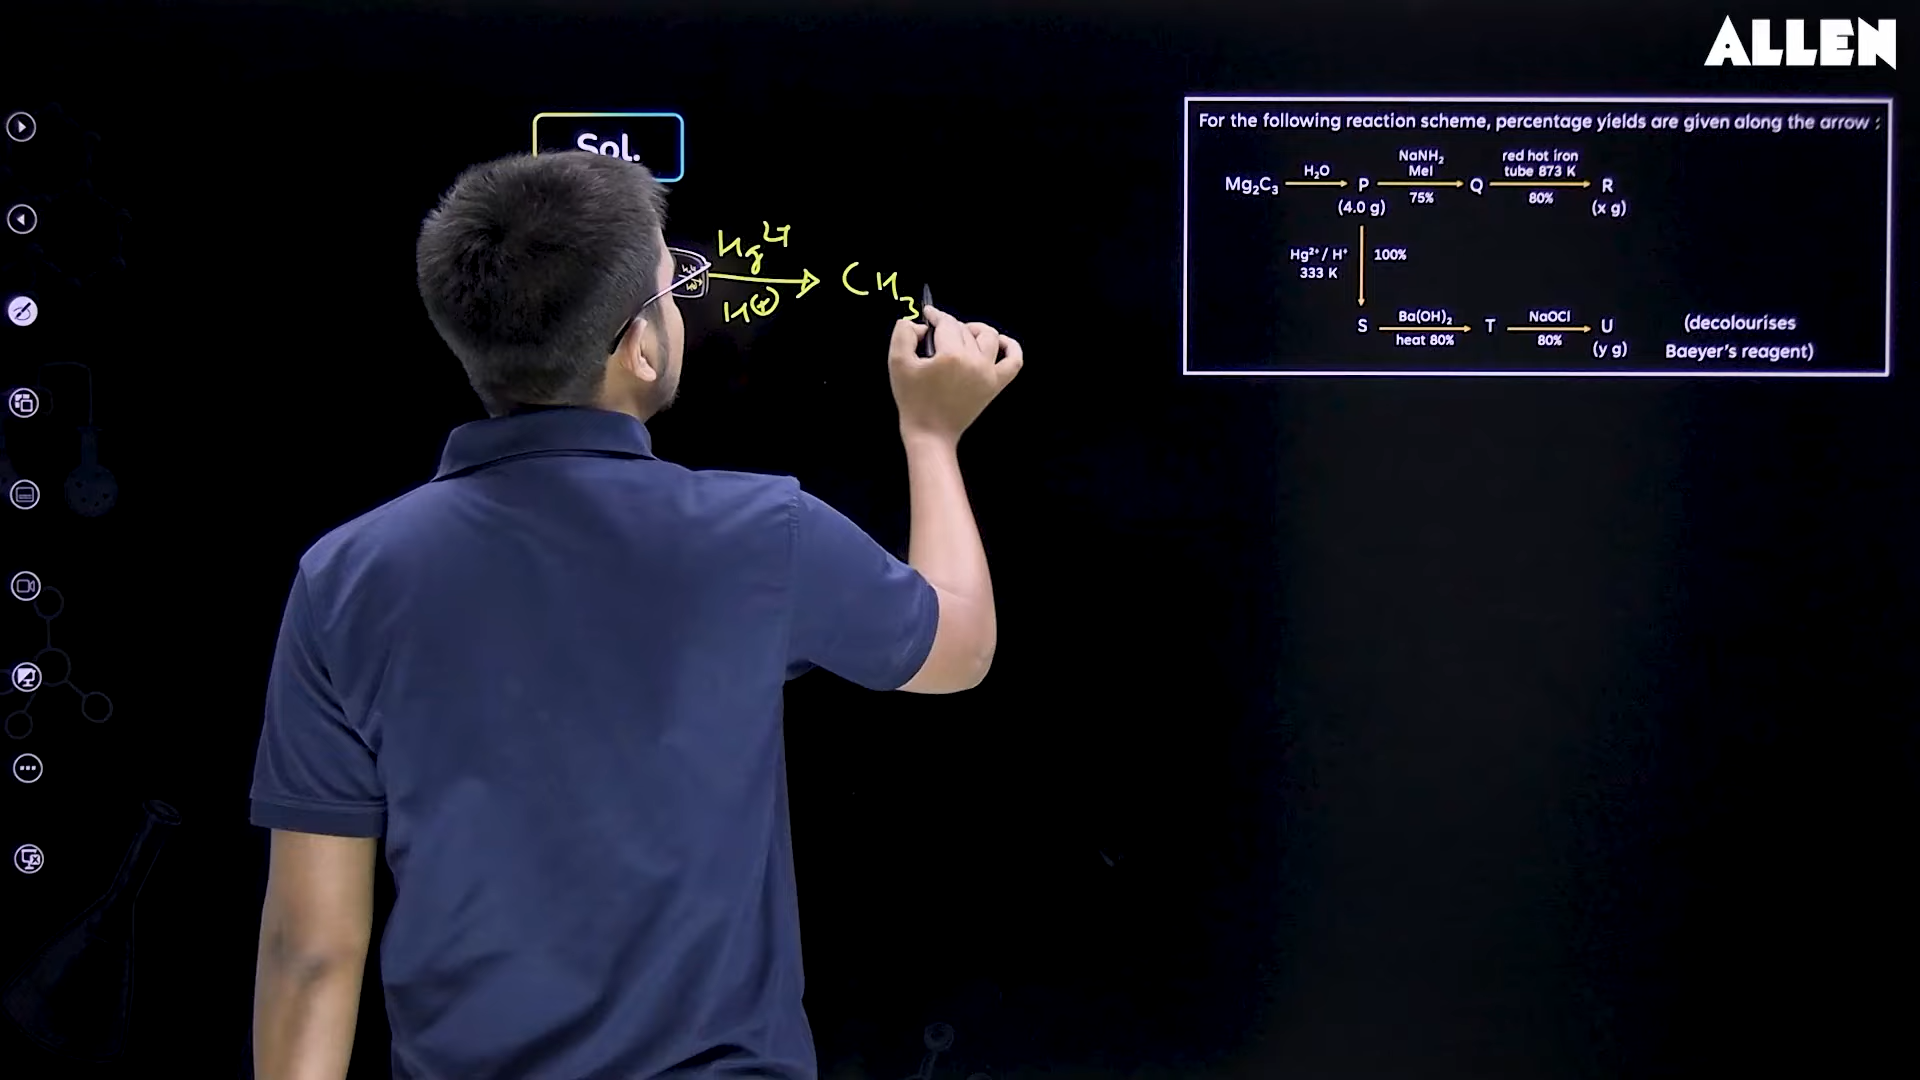 ALLEN
Sol.
Hg2+
H+
CH3
For the following reaction scheme, percentage yields are given along the arrow :
Mg₂C₃ H₂O P NaNH₂ MeI 75% Q red hot iron tube 873 K 80% R
(4.0 g) (x g)
Hg²⁺ / H⁺ 100%
333 K
S Ba(OH)₂ heat 80% T NaOCl 80% U (decolourises
(y g) Baeyer's reagent)